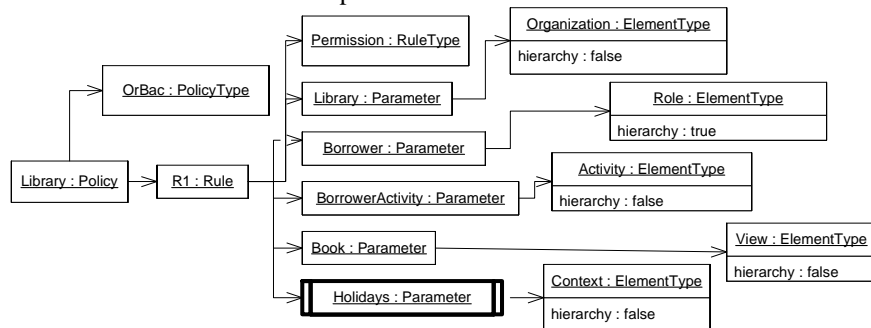 Permission : RuleType
Organization : ElementType
hierarchy : false
OrBac : PolicyType
Library : Parameter
Role : ElementType
hierarchy : true
Borrower : Parameter
Library : Policy
R1 : Rule
Activity : ElementType
hierarchy : false
BorrowerActivity : Parameter
Book : Parameter
View : ElementType
hierarchy : false
Holidays : Parameter
Context : ElementType
hierarchy : false